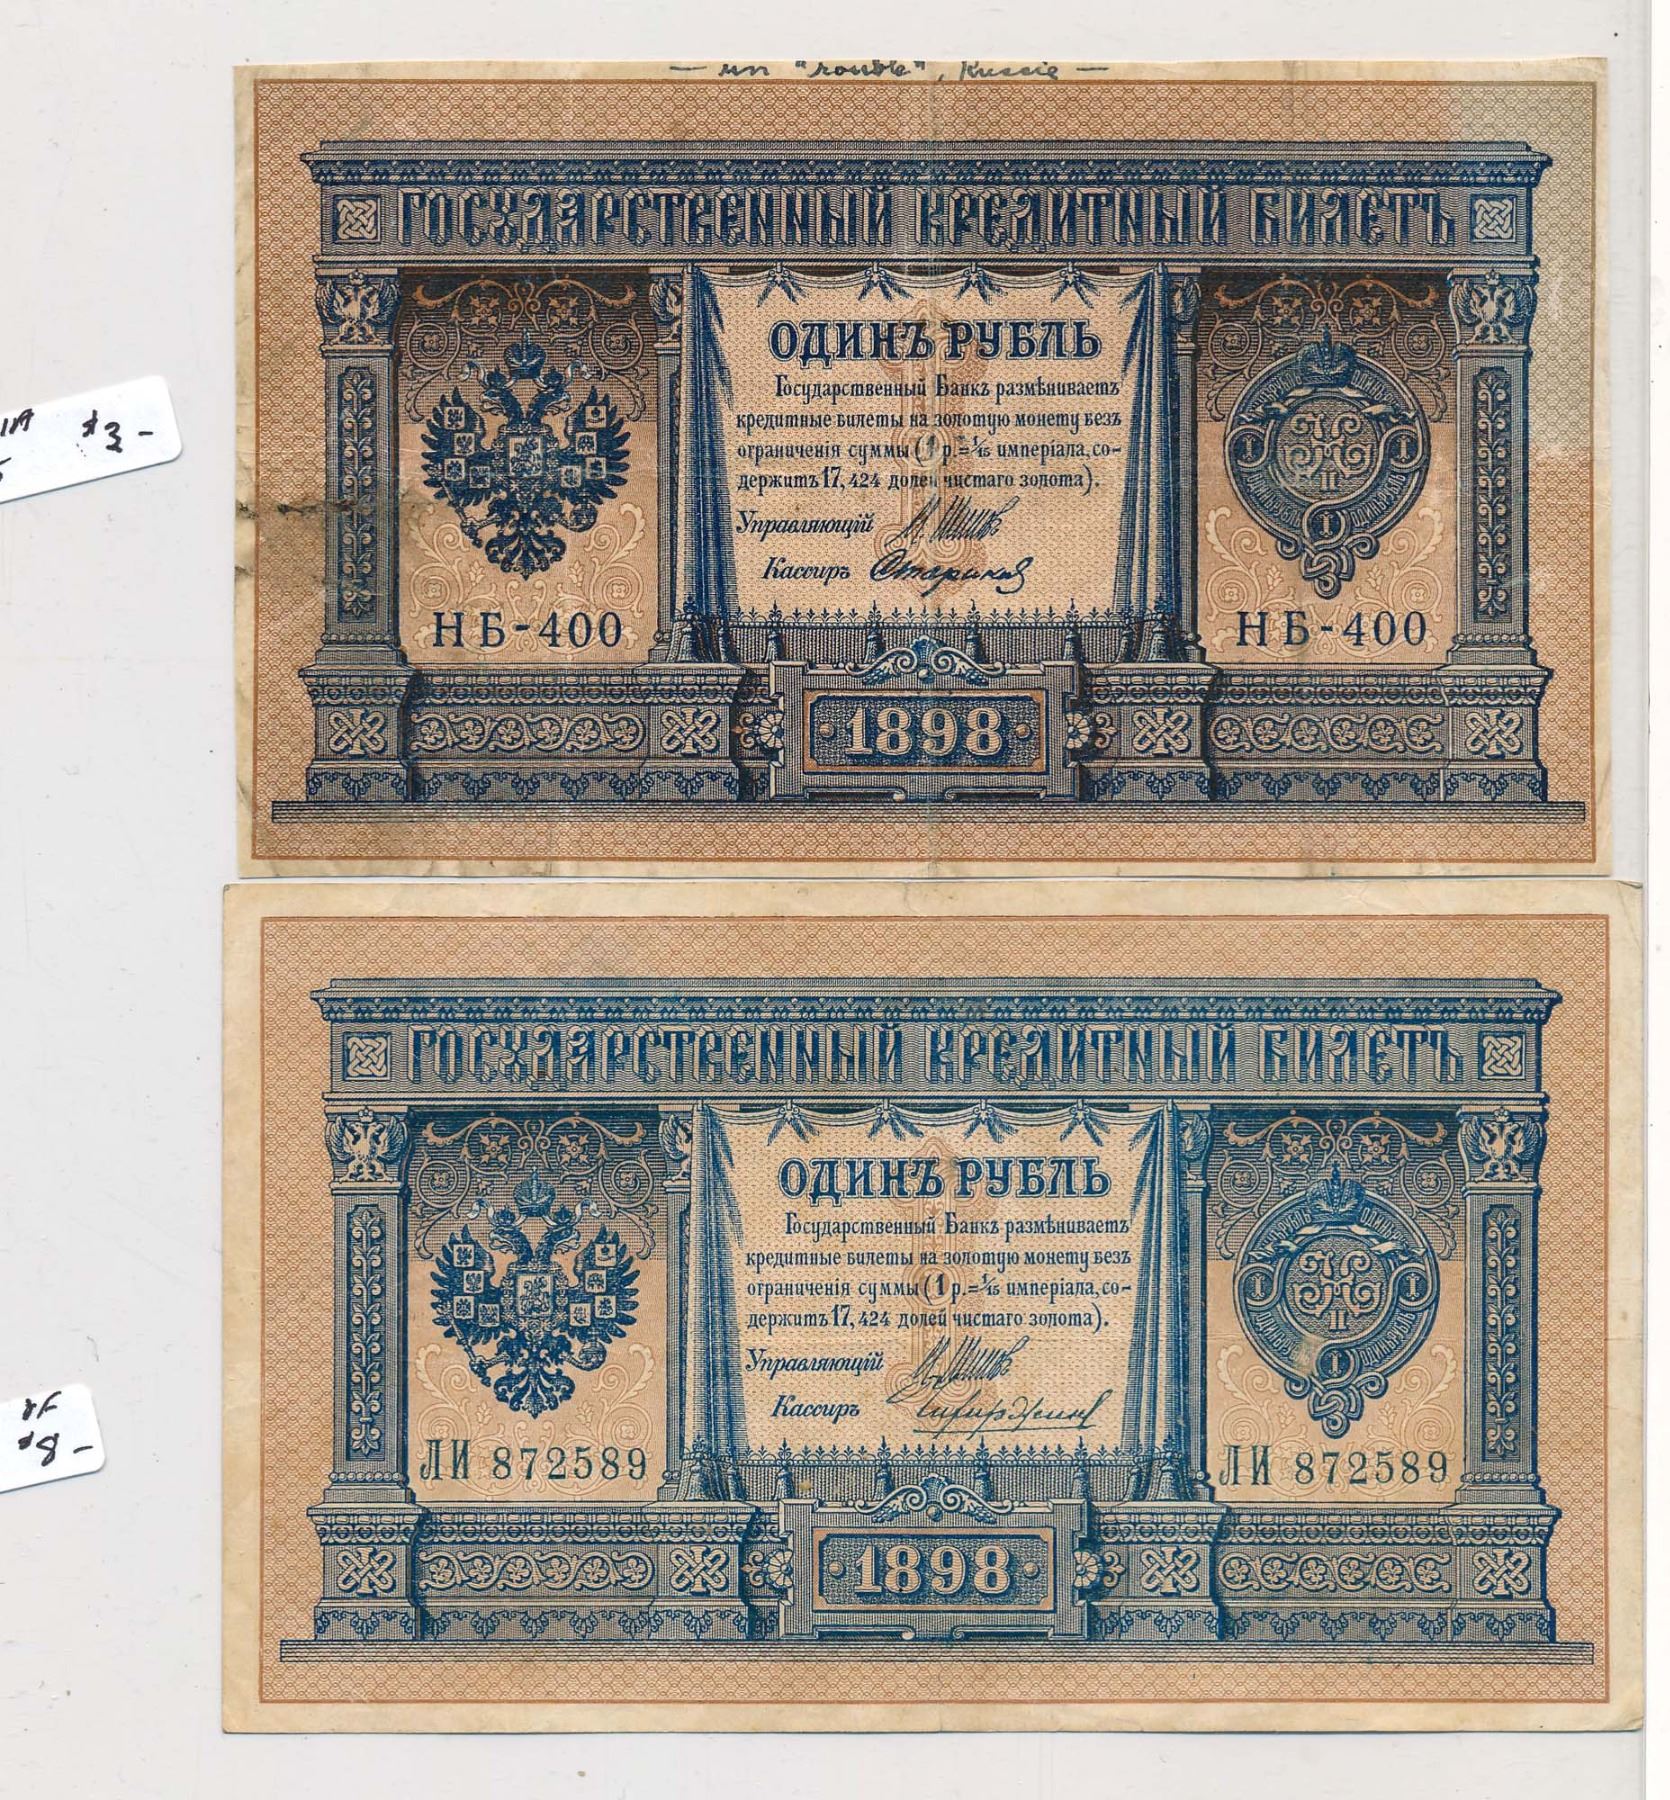 — un "rouble", Russie —
ГОСУДАРСТВЕННЫЙ КРЕДИТНЫЙ БИЛЕТЪ
ОДИНЪ РУБЛЬ
Государственный Банкъ размѣниваетъ
кредитные билеты на золотую монету безъ
ограниченія суммы (1 р.=1/15 имперіала, со-
держитъ 17,424 долей чистаго золота).
Управляющій
Кассиръ
НБ-400 НБ-400
1898
$3-
ГОСУДАРСТВЕННЫЙ КРЕДИТНЫЙ БИЛЕТЪ
ОДИНЪ РУБЛЬ
Государственный Банкъ размѣниваетъ
кредитные билеты на золотую монету безъ
ограниченія суммы (1 р.=1/15 имперіала, со-
держитъ 17,424 долей чистаго золота).
Управляющій
Кассиръ
ЛИ 872589 ЛИ 872589
1898
$8-